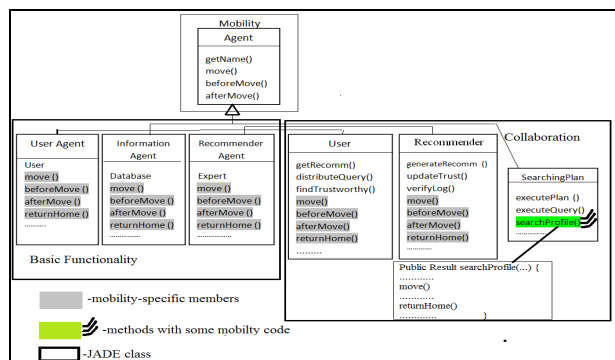 Mobility
Agent
getName()
move()
beforeMove()
afterMove()
User Agent
User
move ()
beforeMove ()
afterMove ()
returnHome ()
...........
Information
Agent
Database
move ()
beforeMove ()
afterMove ()
returnHome ()
................
Recommender
Agent
Expert
move ()
beforeMove ()
afterMove ()
returnHome ()
................
Basic Functionality
User
getRecomm()
distributeQuery()
findTrustworthy()
move()
beforeMove()
afterMove()
returnHome()
.........
Recommender
generateRecomm ()
updateTrust()
verifyLog()
move()
beforeMove()
afterMove()
returnHome()
.............
Collaboration
SearchingPlan
executePlan ()
executeQuery()
searchProfile()
................
Public Result searchProfile(...) {
............
move()
............
returnHome()
............ }
-mobility-specific members
-methods with some mobilty code
-JADE class